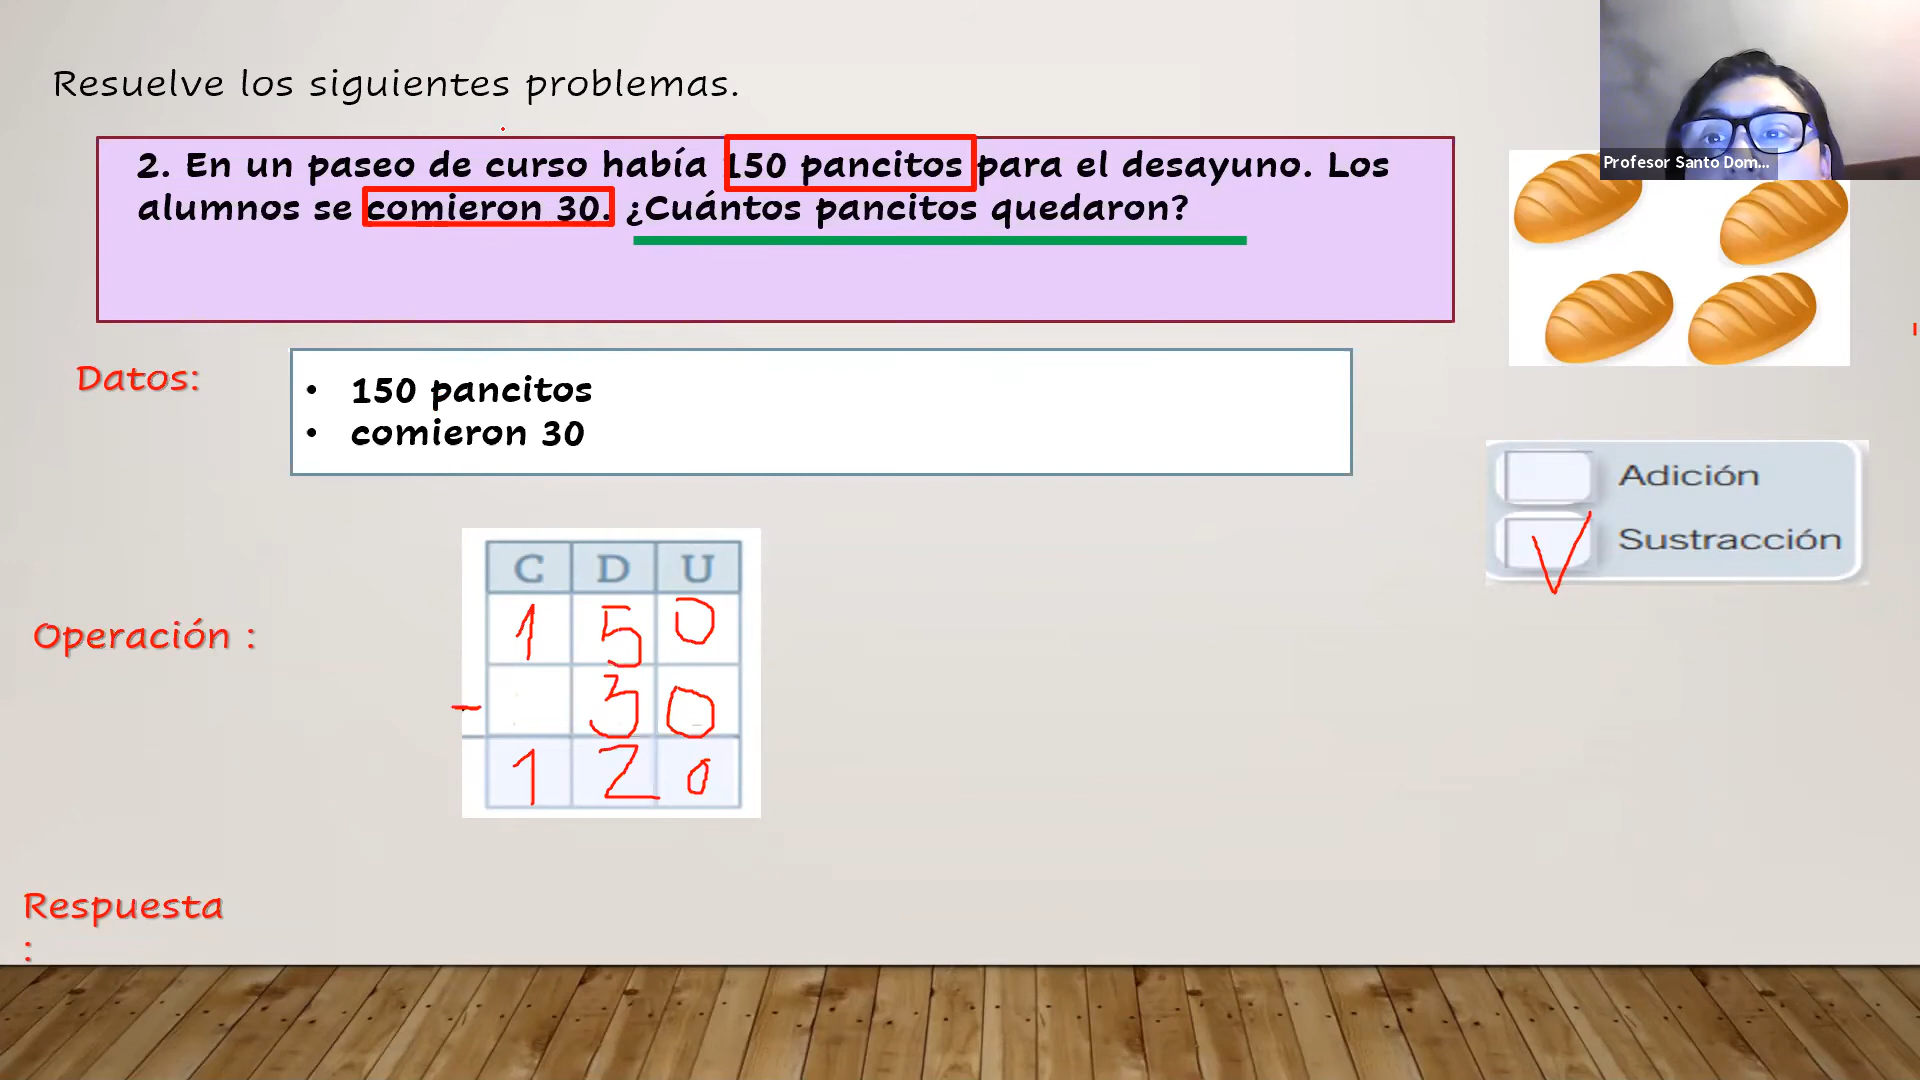 Resuelve los siguientes problemas.
Profesor Santo Dom...
2. En un paseo de curso había 150 pancitos para el desayuno. Los
alumnos se comieron 30. ¿Cuántos pancitos quedaron?
Datos:
• 150 pancitos
• comieron 30
Adición
Sustracción
Operación :
C D U
1 5 0
- 3 0
1 2 0
Respuesta
: